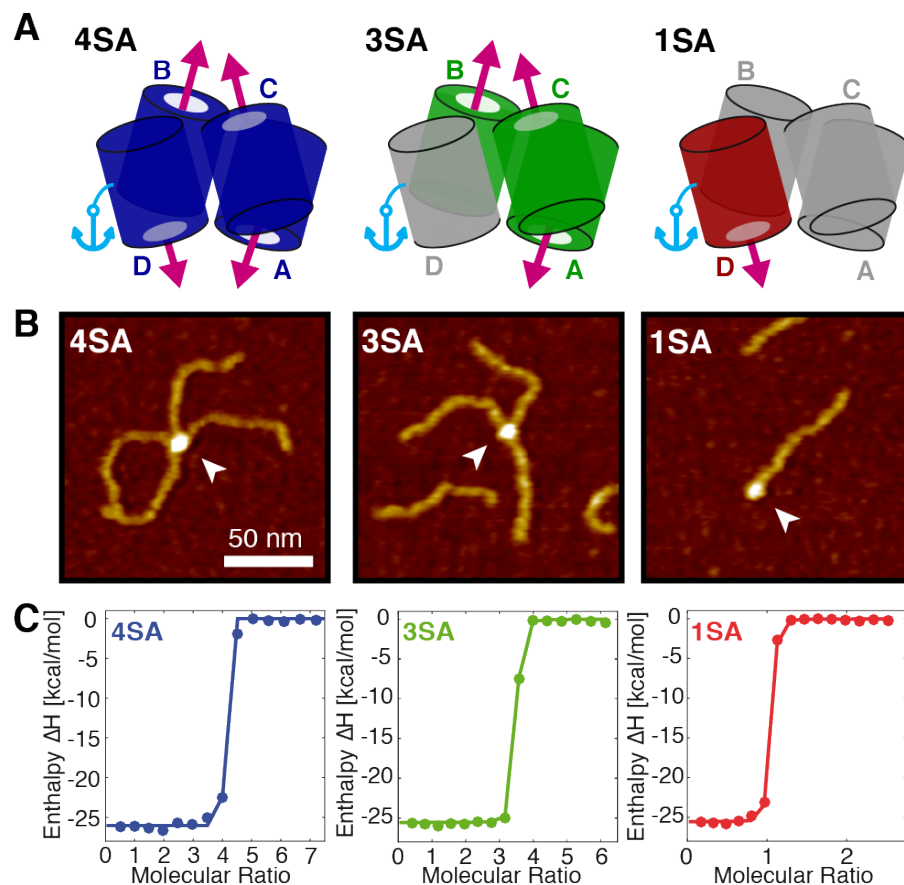 A
4SA
3SA
1SA
B
C
D
A
B
C
D
A
B
C
D
A
B
4SA
3SA
1SA
50 nm
C
4SA
3SA
1SA
Enthalpy ΔH [kcal/mol]
0
-5
-10
-15
-20
-25
0 1 2 3 4 5 6 7
Molecular Ratio
Enthalpy ΔH [kcal/mol]
0
-5
-10
-15
-20
-25
0 1 2 3 4 5 6
Molecular Ratio
Enthalpy ΔH [kcal/mol]
0
-5
-10
-15
-20
-25
0 1 2
Molecular Ratio